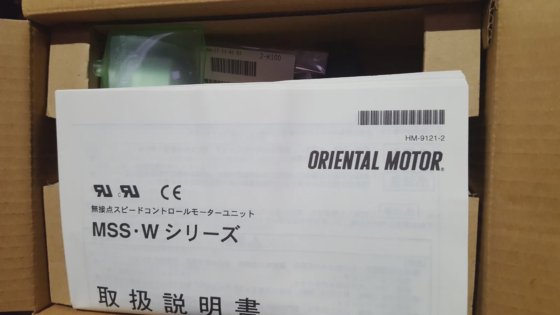 J-K100
HM-9121-2
ORIENTAL MOTOR®
CE
無接点スピードコントロールモーターユニット
MSS・W シリーズ
取扱説明書